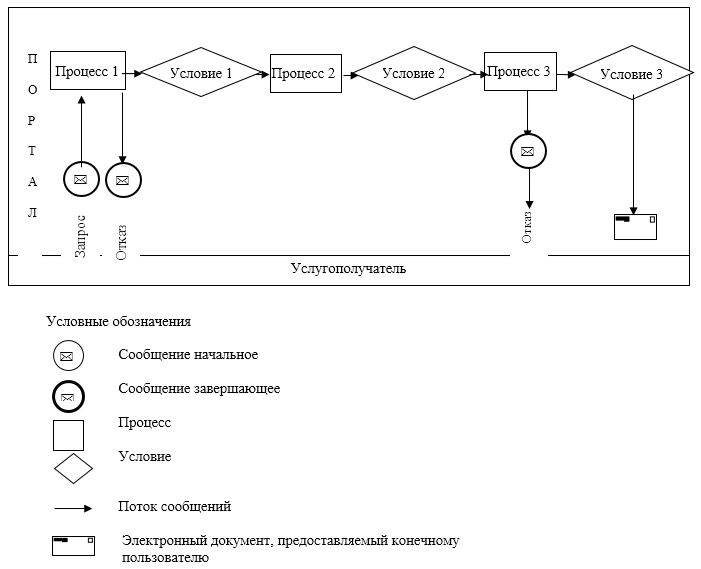 ПОРТАЛ
Процесс 1
Условие 1
Процесс 2
Условие 2
Процесс 3
Условие 3
Запрос
Отказ
Отказ
Услугополучатель
Условные обозначения
Сообщение начальное
Сообщение завершающее
Процесс
Условие
Поток сообщений
Электронный документ, предоставляемый конечному
пользователю